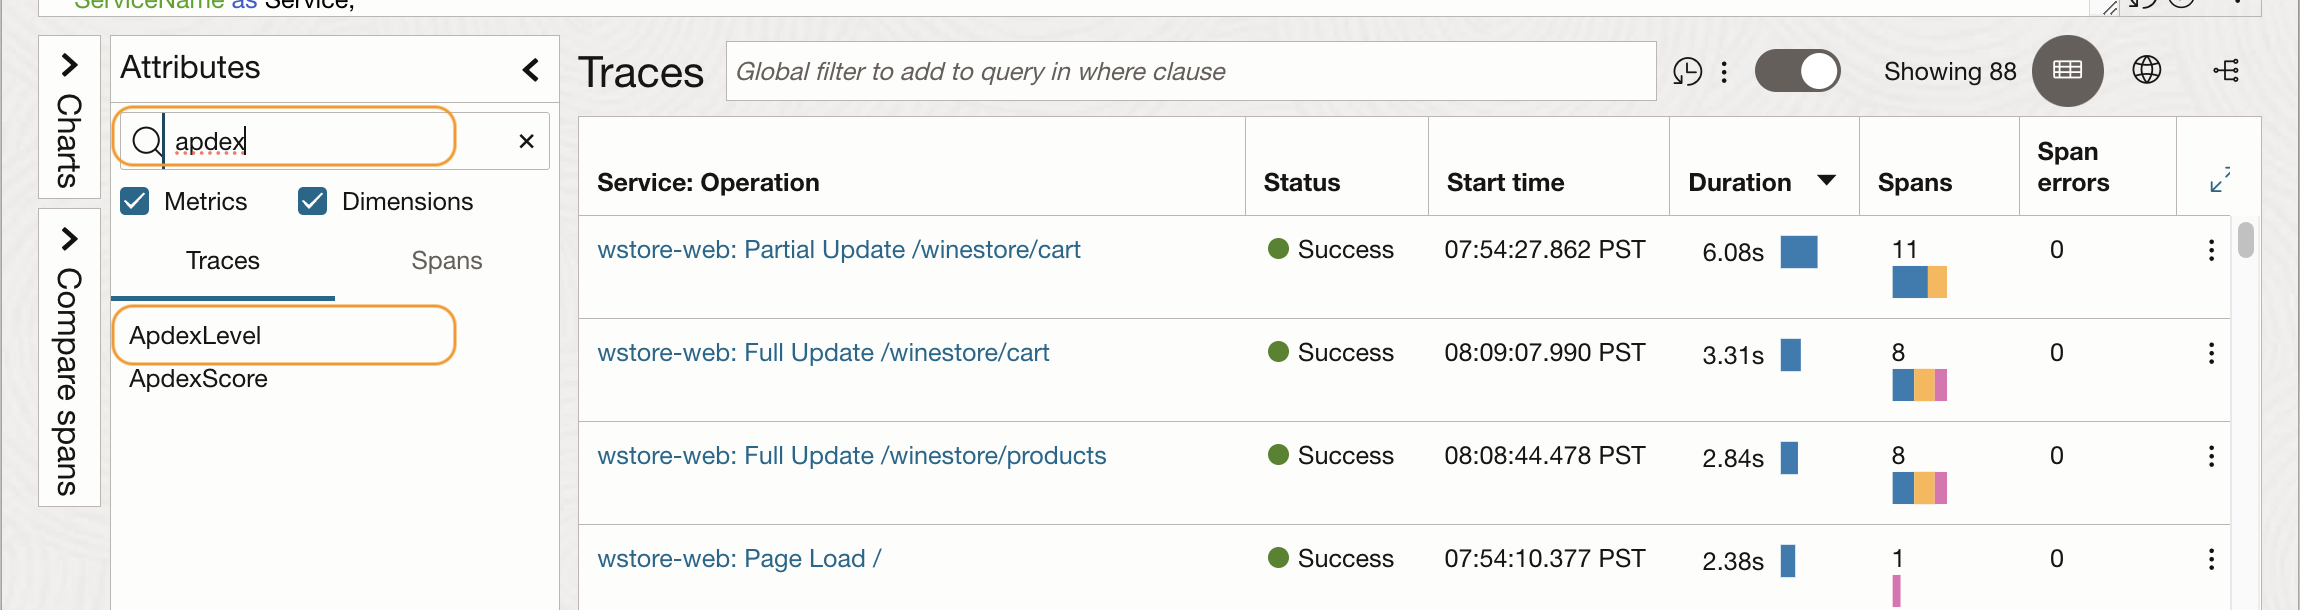 ServiceName as Service,
Charts
Compare spans
Attributes
apdex
Metrics
Dimensions
Traces
Spans
ApdexLevel
ApdexScore
Traces
Global filter to add to query in where clause
Showing 88
Service: Operation
Status
Start time
Duration
Spans
Span
errors
wstore-web: Partial Update /winestore/cart
Success
07:54:27.862 PST
6.08s
11
0
wstore-web: Full Update /winestore/cart
Success
08:09:07.990 PST
3.31s
8
0
wstore-web: Full Update /winestore/products
Success
08:08:44.478 PST
2.84s
8
0
wstore-web: Page Load /
Success
07:54:10.377 PST
2.38s
1
0